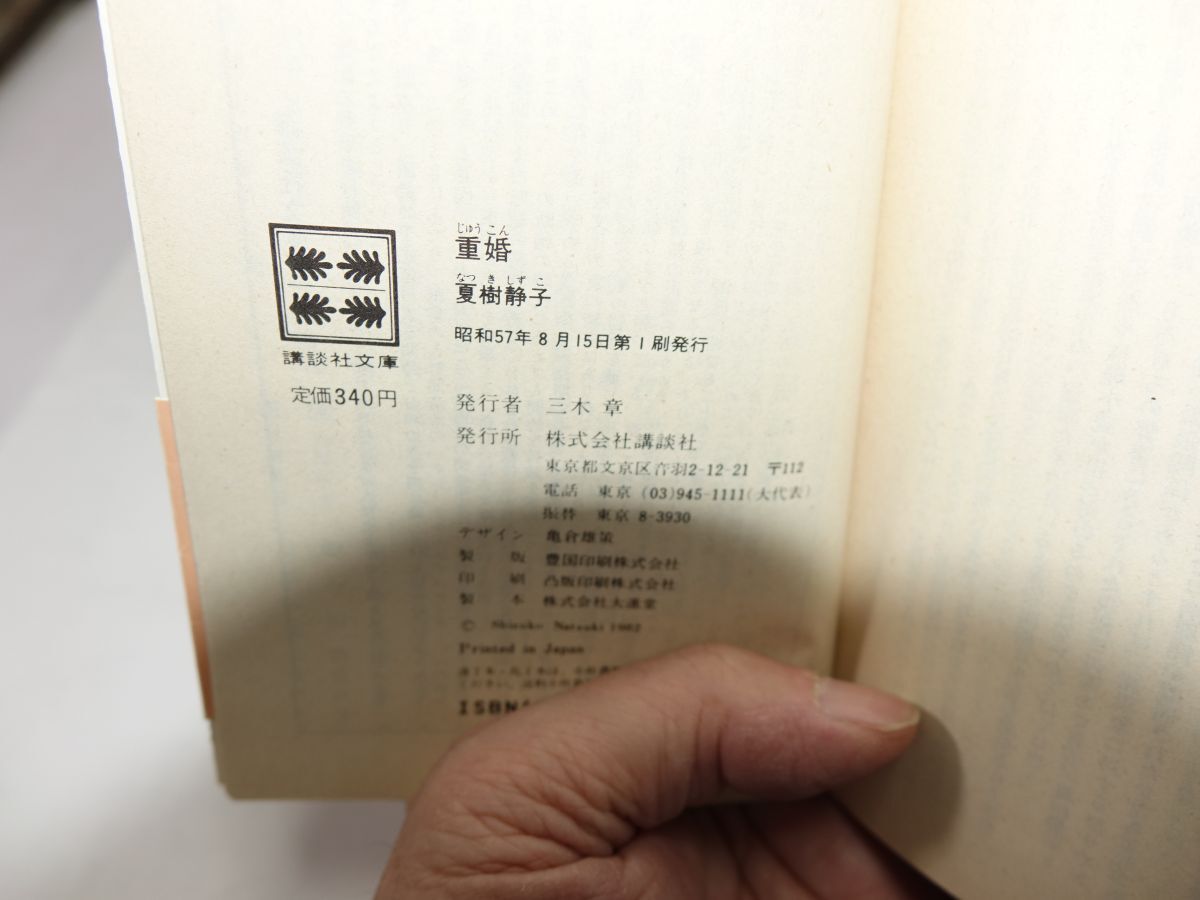 じゅうこん
重婚
なつきしずこ
夏樹静子
昭和57年8月15日第1刷発行
講談社文庫
定価340円
発行者 三木 章
発行所 株式会社講談社
東京都文京区音羽2-12-21 〒112
電話 東京 (03)945-1111(大代表)
振替 東京 8-3930
デザイン 亀倉雄策
製版 豊国印刷株式会社
印刷 凸版印刷株式会社
製本 株式会社大進堂
© Shizuko Natsuki 1982
Printed in Japan
ISBN4